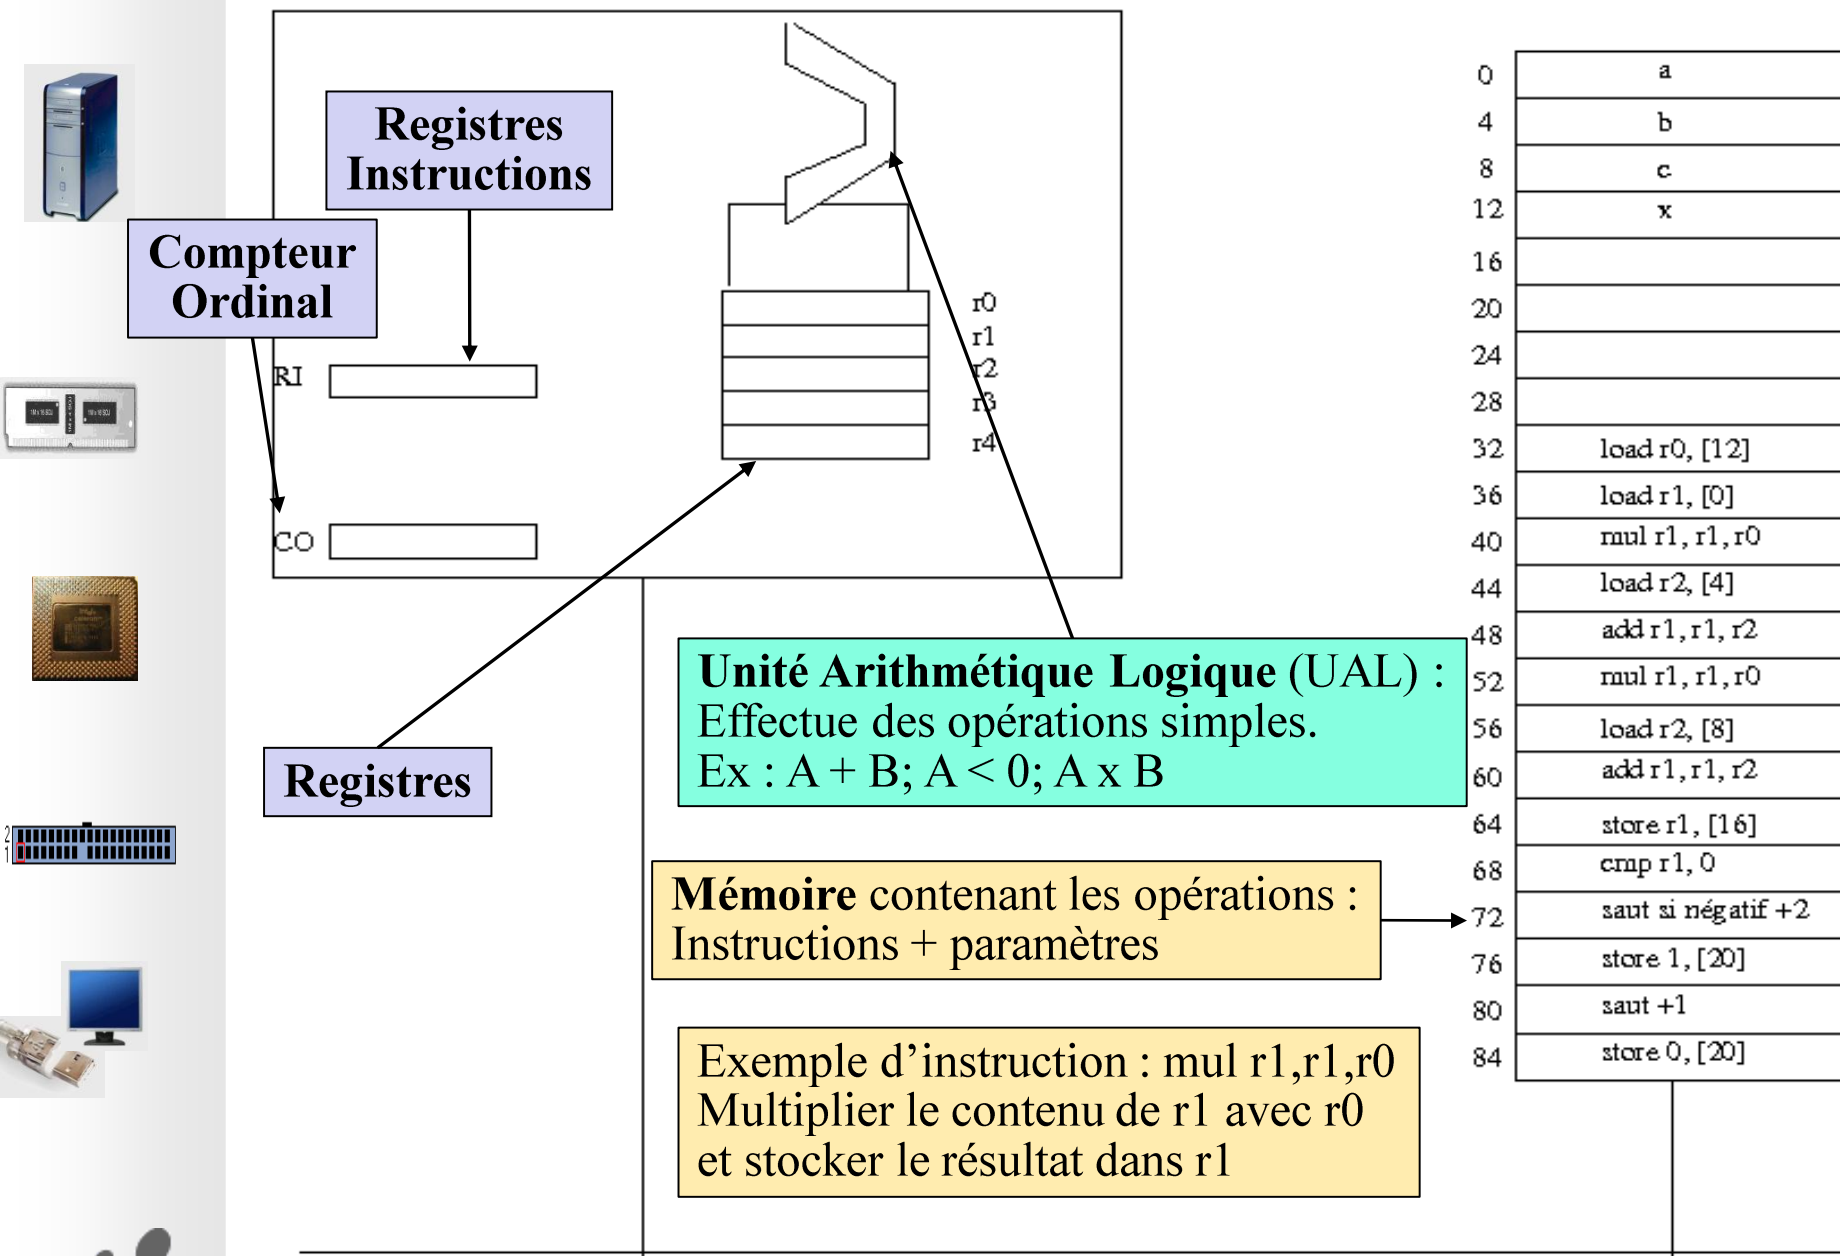 Registres
Instructions
Compteur
Ordinal
RI
CO
r0
r1
r2
r3
r4
Registres
Unité Arithmétique Logique (UAL) :
Effectue des opérations simples.
Ex : A + B; A < 0; A x B
Mémoire contenant les opérations :
Instructions + paramètres
Exemple d’instruction : mul r1,r1,r0
Multiplier le contenu de r1 avec r0
et stocker le résultat dans r1
0 a
4 b
8 c
12 x
16
20
24
28
32 load r0, [12]
36 load r1, [0]
40 mul r1, r1, r0
44 load r2, [4]
48 add r1, r1, r2
52 mul r1, r1, r0
56 load r2, [8]
60 add r1, r1, r2
64 store r1, [16]
68 cmp r1, 0
72 saut si négatif +2
76 store 1, [20]
80 saut +1
84 store 0, [20]
2
1